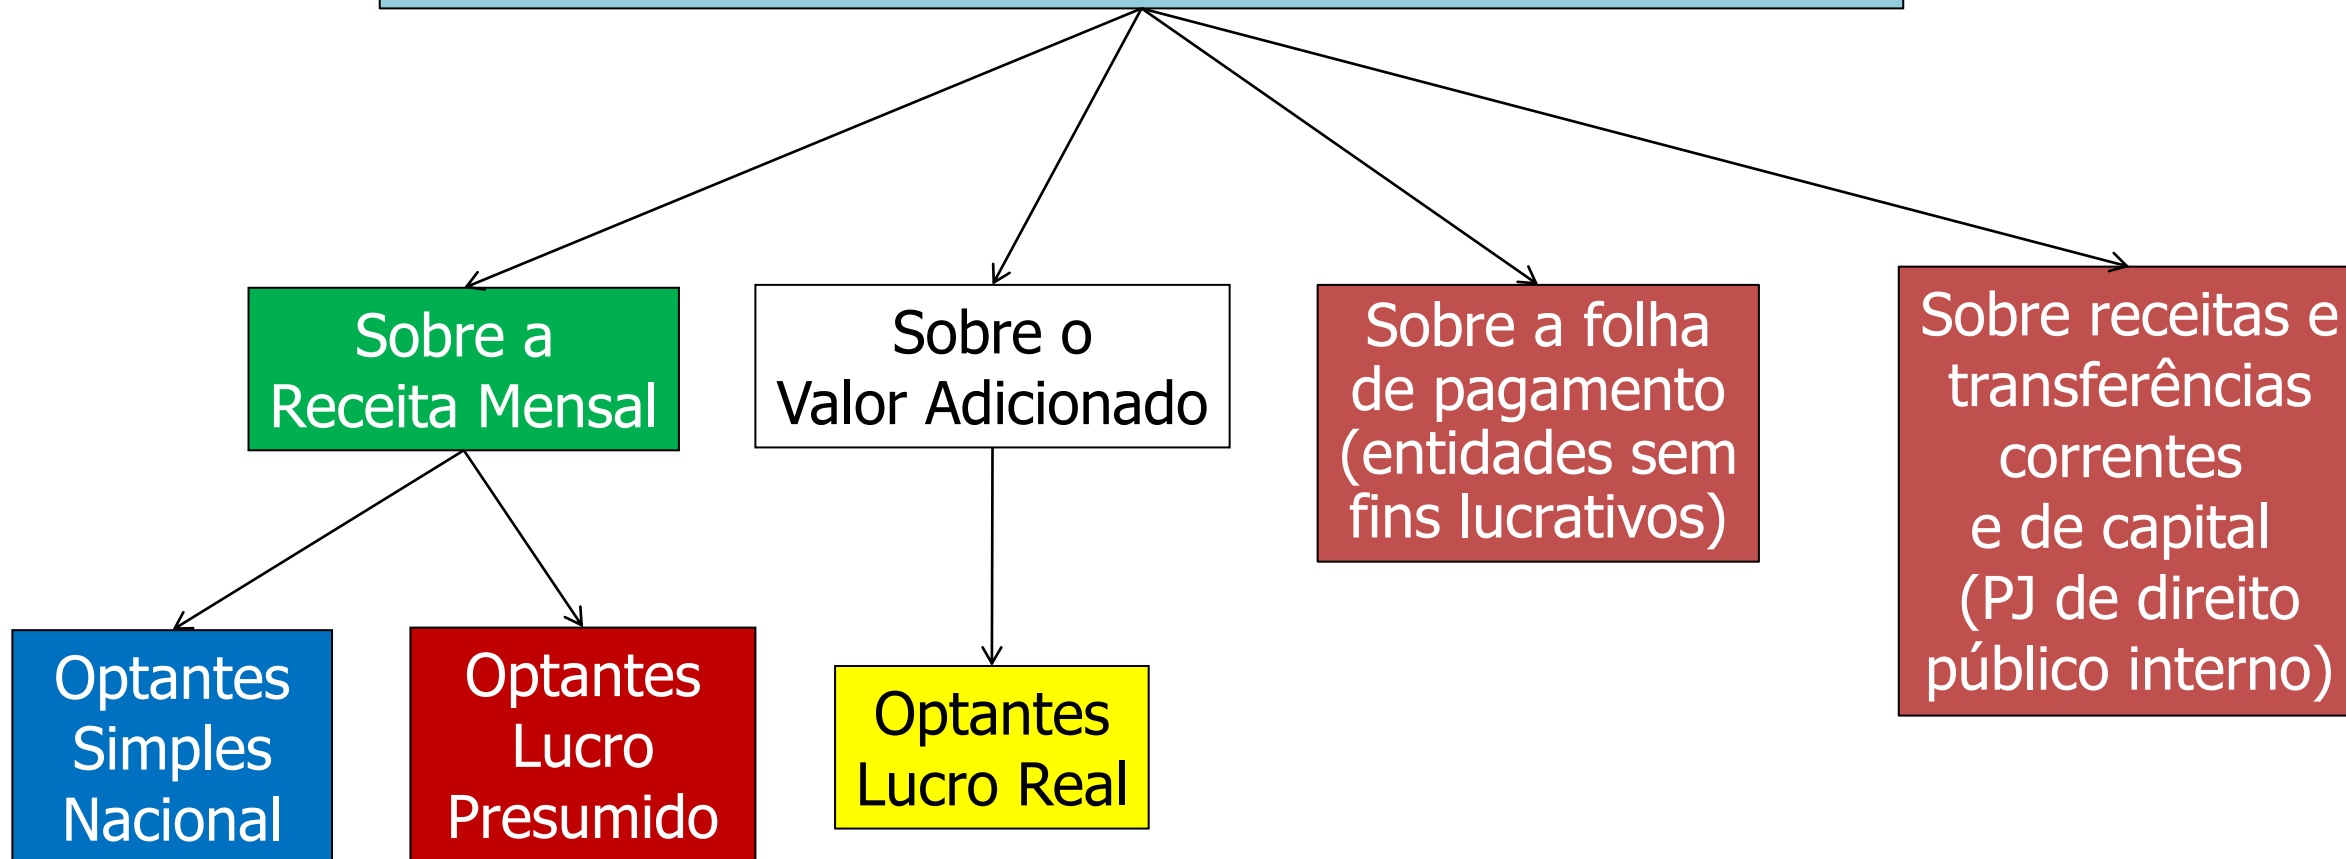 Sobre a
Receita Mensal
Sobre o
Valor Adicionado
Sobre a folha
de pagamento
(entidades sem
fins lucrativos)
Sobre receitas e
transferências
correntes
e de capital
(PJ de direito
público interno)
Optantes
Simples
Nacional
Optantes
Lucro
Presumido
Optantes
Lucro Real